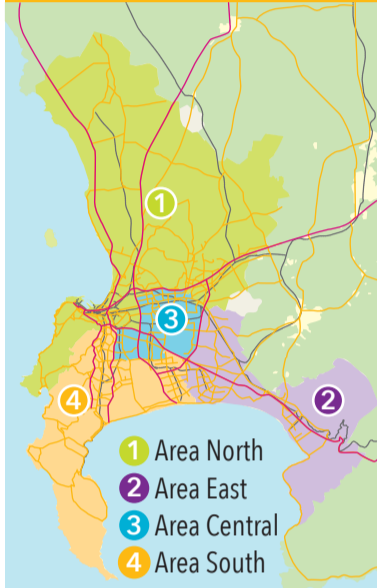 1
3
4
2
1 Area North
2 Area East
3 Area Central
4 Area South